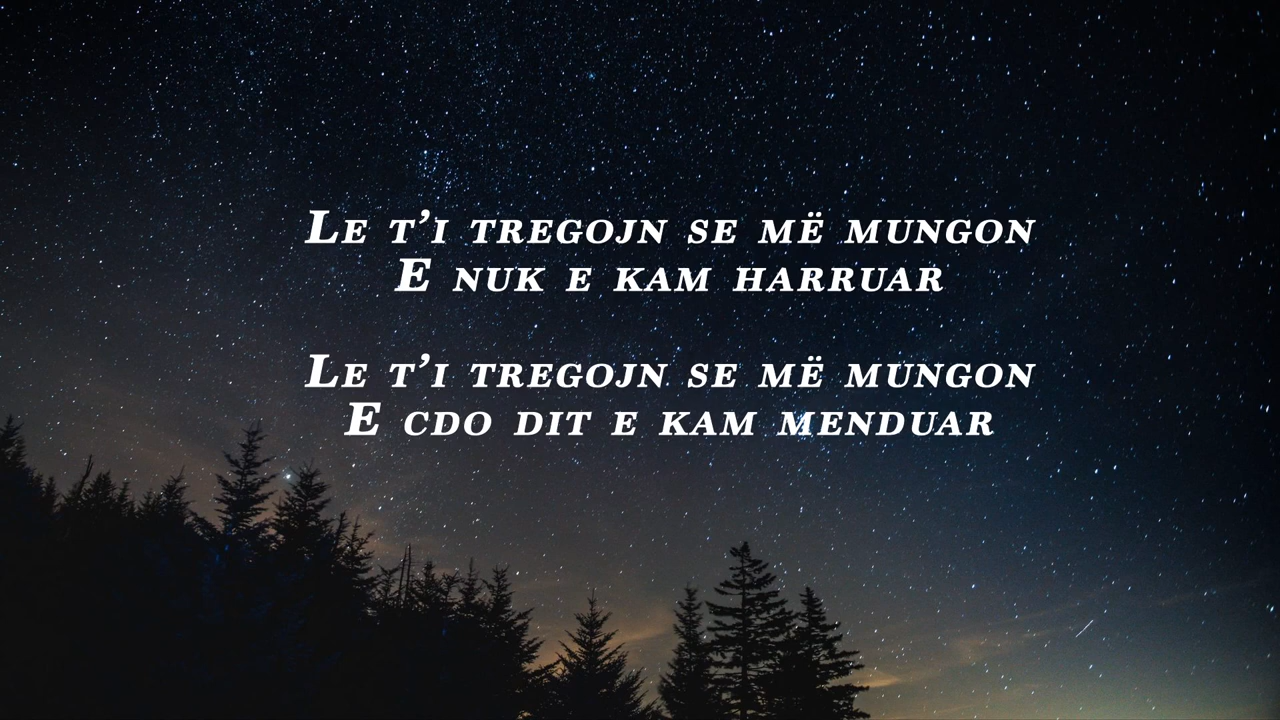 Le t’i tregojn se më mungon
E nuk e kam harruar
Le t’i tregojn se më mungon
E cdo dit e kam menduar